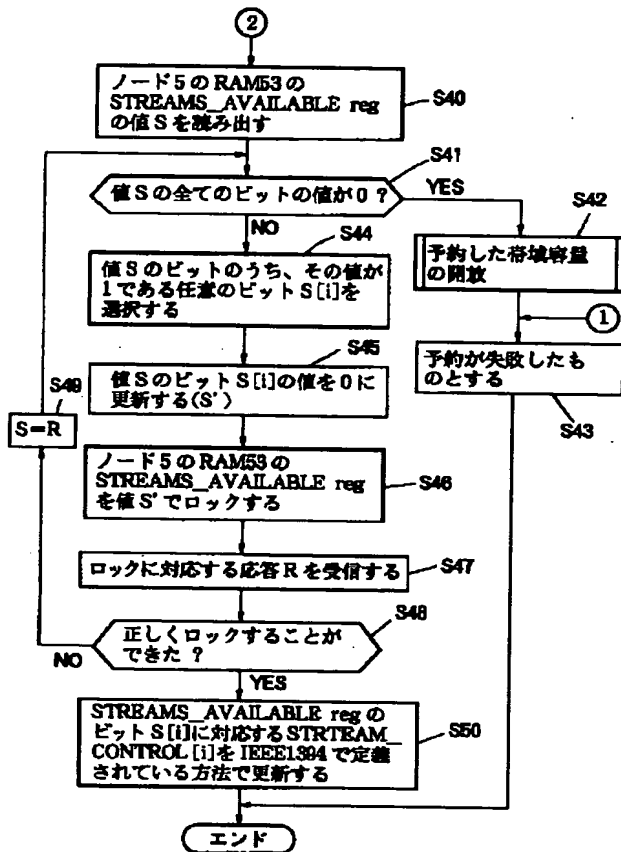 2
ノード5のRAM53の
STREAMS_AVAILABLE reg
の値Sを読み出す
S40
S41
値Sの全てのビットの値が0?
YES
NO
S42
予約した帯域容量
の開放
S44
値Sのビットのうち、その値が
1である任意のビットS[i]を
選択する
1
予約が失敗したも
のとする
S43
S45
値SのビットS[i]の値を0に
更新する(S')
S49
S=R
ノード5のRAM53の
STREAMS_AVAILABLE reg
を値S'でロックする
S46
ロックに対応する応答Rを受信する
S47
S48
正しくロックすることが
できた?
NO
YES
STREAMS_AVAILABLE regの
ビットS[i]に対応するSTRTEAM_
CONTROL[i]をIEEE1394で定義
されている方法で更新する
S50
エンド